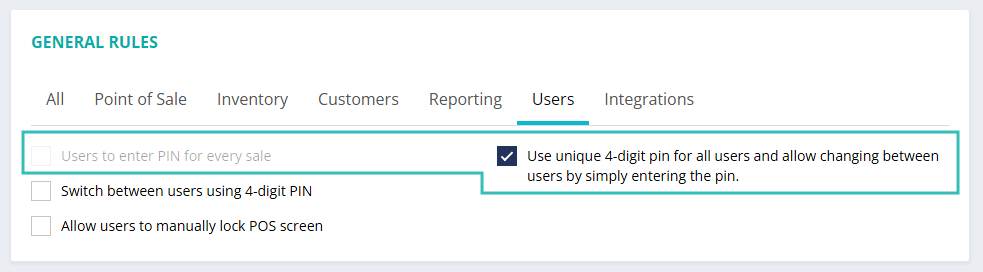 GENERAL RULES
All Point of Sale Inventory Customers Reporting Users Integrations
Users to enter PIN for every sale
Use unique 4-digit pin for all users and allow changing between
users by simply entering the pin.
Switch between users using 4-digit PIN
Allow users to manually lock POS screen